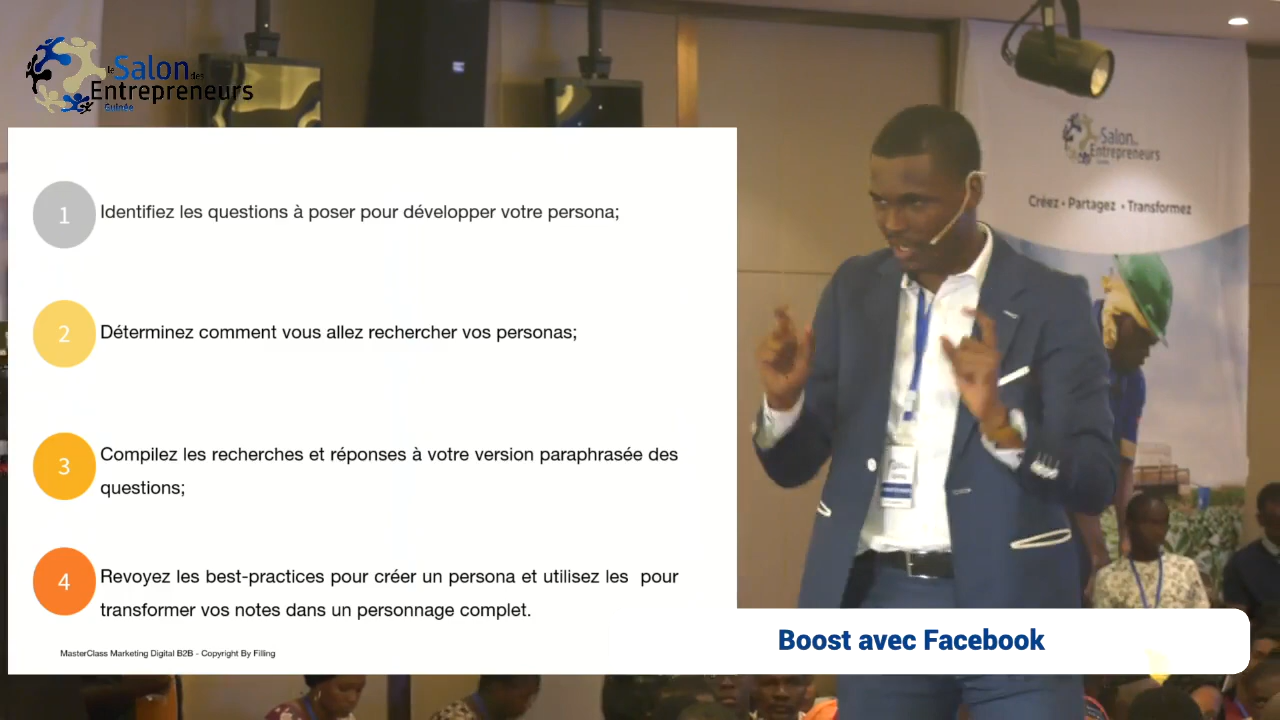 le Salon des
Entrepreneurs
Guinée
1 Identifiez les questions à poser pour développer votre persona;
2 Déterminez comment vous allez rechercher vos personas;
3 Compilez les recherches et réponses à votre version paraphrasée des
questions;
4 Revoyez les best-practices pour créer un persona et utilisez les pour
transformer vos notes dans un personnage complet.
MasterClass Marketing Digital B2B - Copyright By Filling
Salon
Entrepreneurs
Créez • Partagez • Transformez
Boost avec Facebook